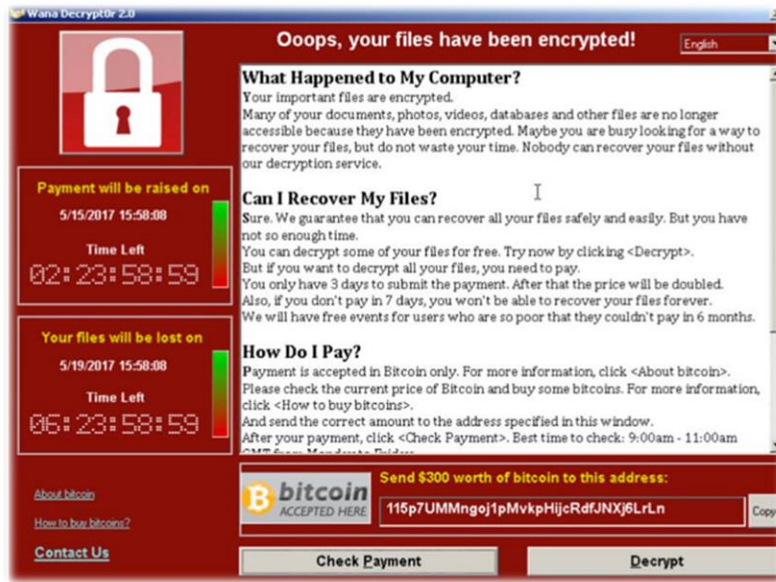 Wana Decrypt0r 2.0
Ooops, your files have been encrypted!
English
What Happened to My Computer?
Your important files are encrypted.
Many of your documents, photos, videos, databases and other files are no longer
accessible because they have been encrypted. Maybe you are busy looking for a way to
recover your files, but do not waste your time. Nobody can recover your files without
our decryption service.
Can I Recover My Files?
Sure. We guarantee that you can recover all your files safely and easily. But you have
not so enough time.
You can decrypt some of your files for free. Try now by clicking <Decrypt>.
But if you want to decrypt all your files, you need to pay.
You only have 3 days to submit the payment. After that the price will be doubled.
Also, if you don't pay in 7 days, you won't be able to recover your files forever.
We will have free events for users who are so poor that they couldn't pay in 6 months.
How Do I Pay?
Payment is accepted in Bitcoin only. For more information, click <About bitcoin>.
Please check the current price of Bitcoin and buy some bitcoins. For more information,
click <How to buy bitcoins>.
And send the correct amount to the address specified in this window.
After your payment, click <Check Payment>. Best time to check: 9:00am - 11:00am
GMT from Monday to Friday.
Payment will be raised on
5/15/2017 15:58:08
Time Left
02:23:58:59
Your files will be lost on
5/19/2017 15:58:08
Time Left
06:23:58:59
About bitcoin
How to buy bitcoins?
Contact Us
bitcoin
ACCEPTED HERE
Send $300 worth of bitcoin to this address:
115p7UMMngoj1pMvkpHijcRdfJNXj6LrLn
Copy
Check Payment
Decrypt